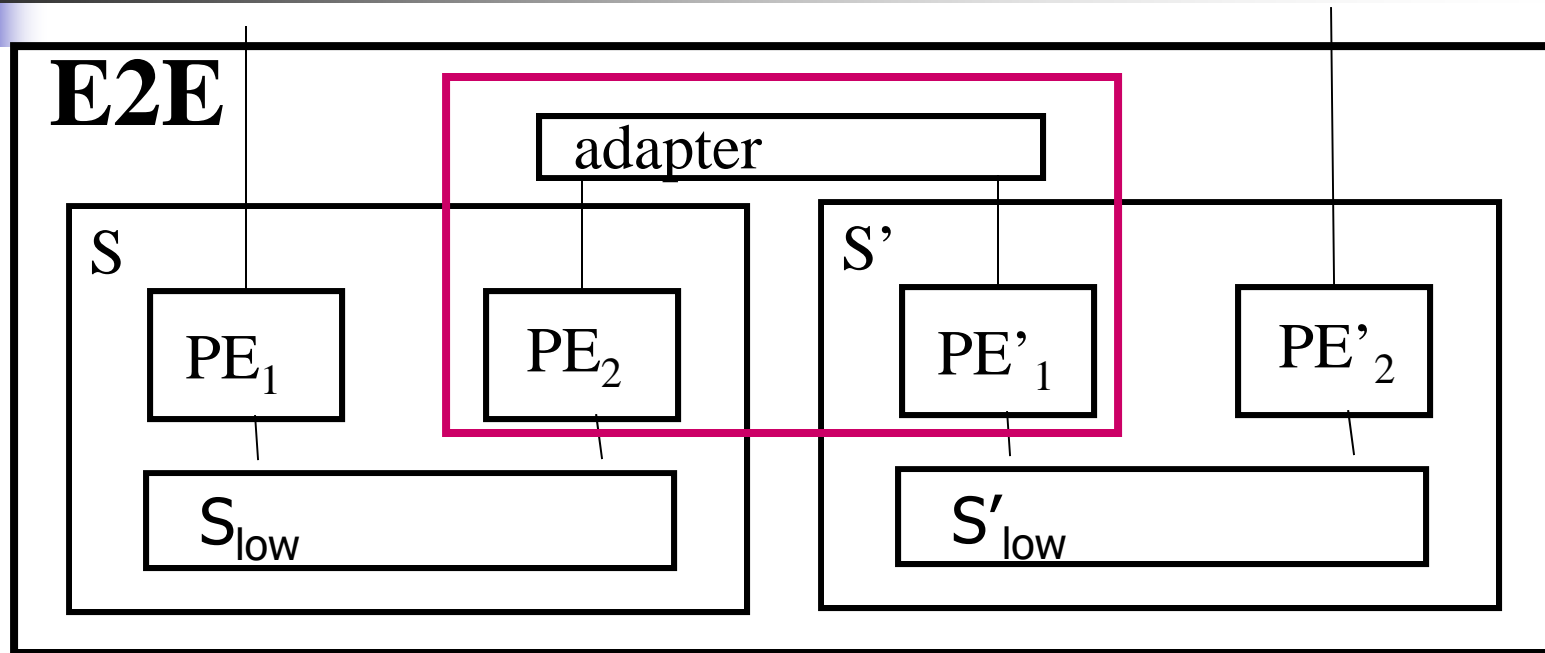 E2E
adapter
S
S’
PE₁
PE₂
PE’₁
PE’₂
Sₗₒw
S′ₗₒw